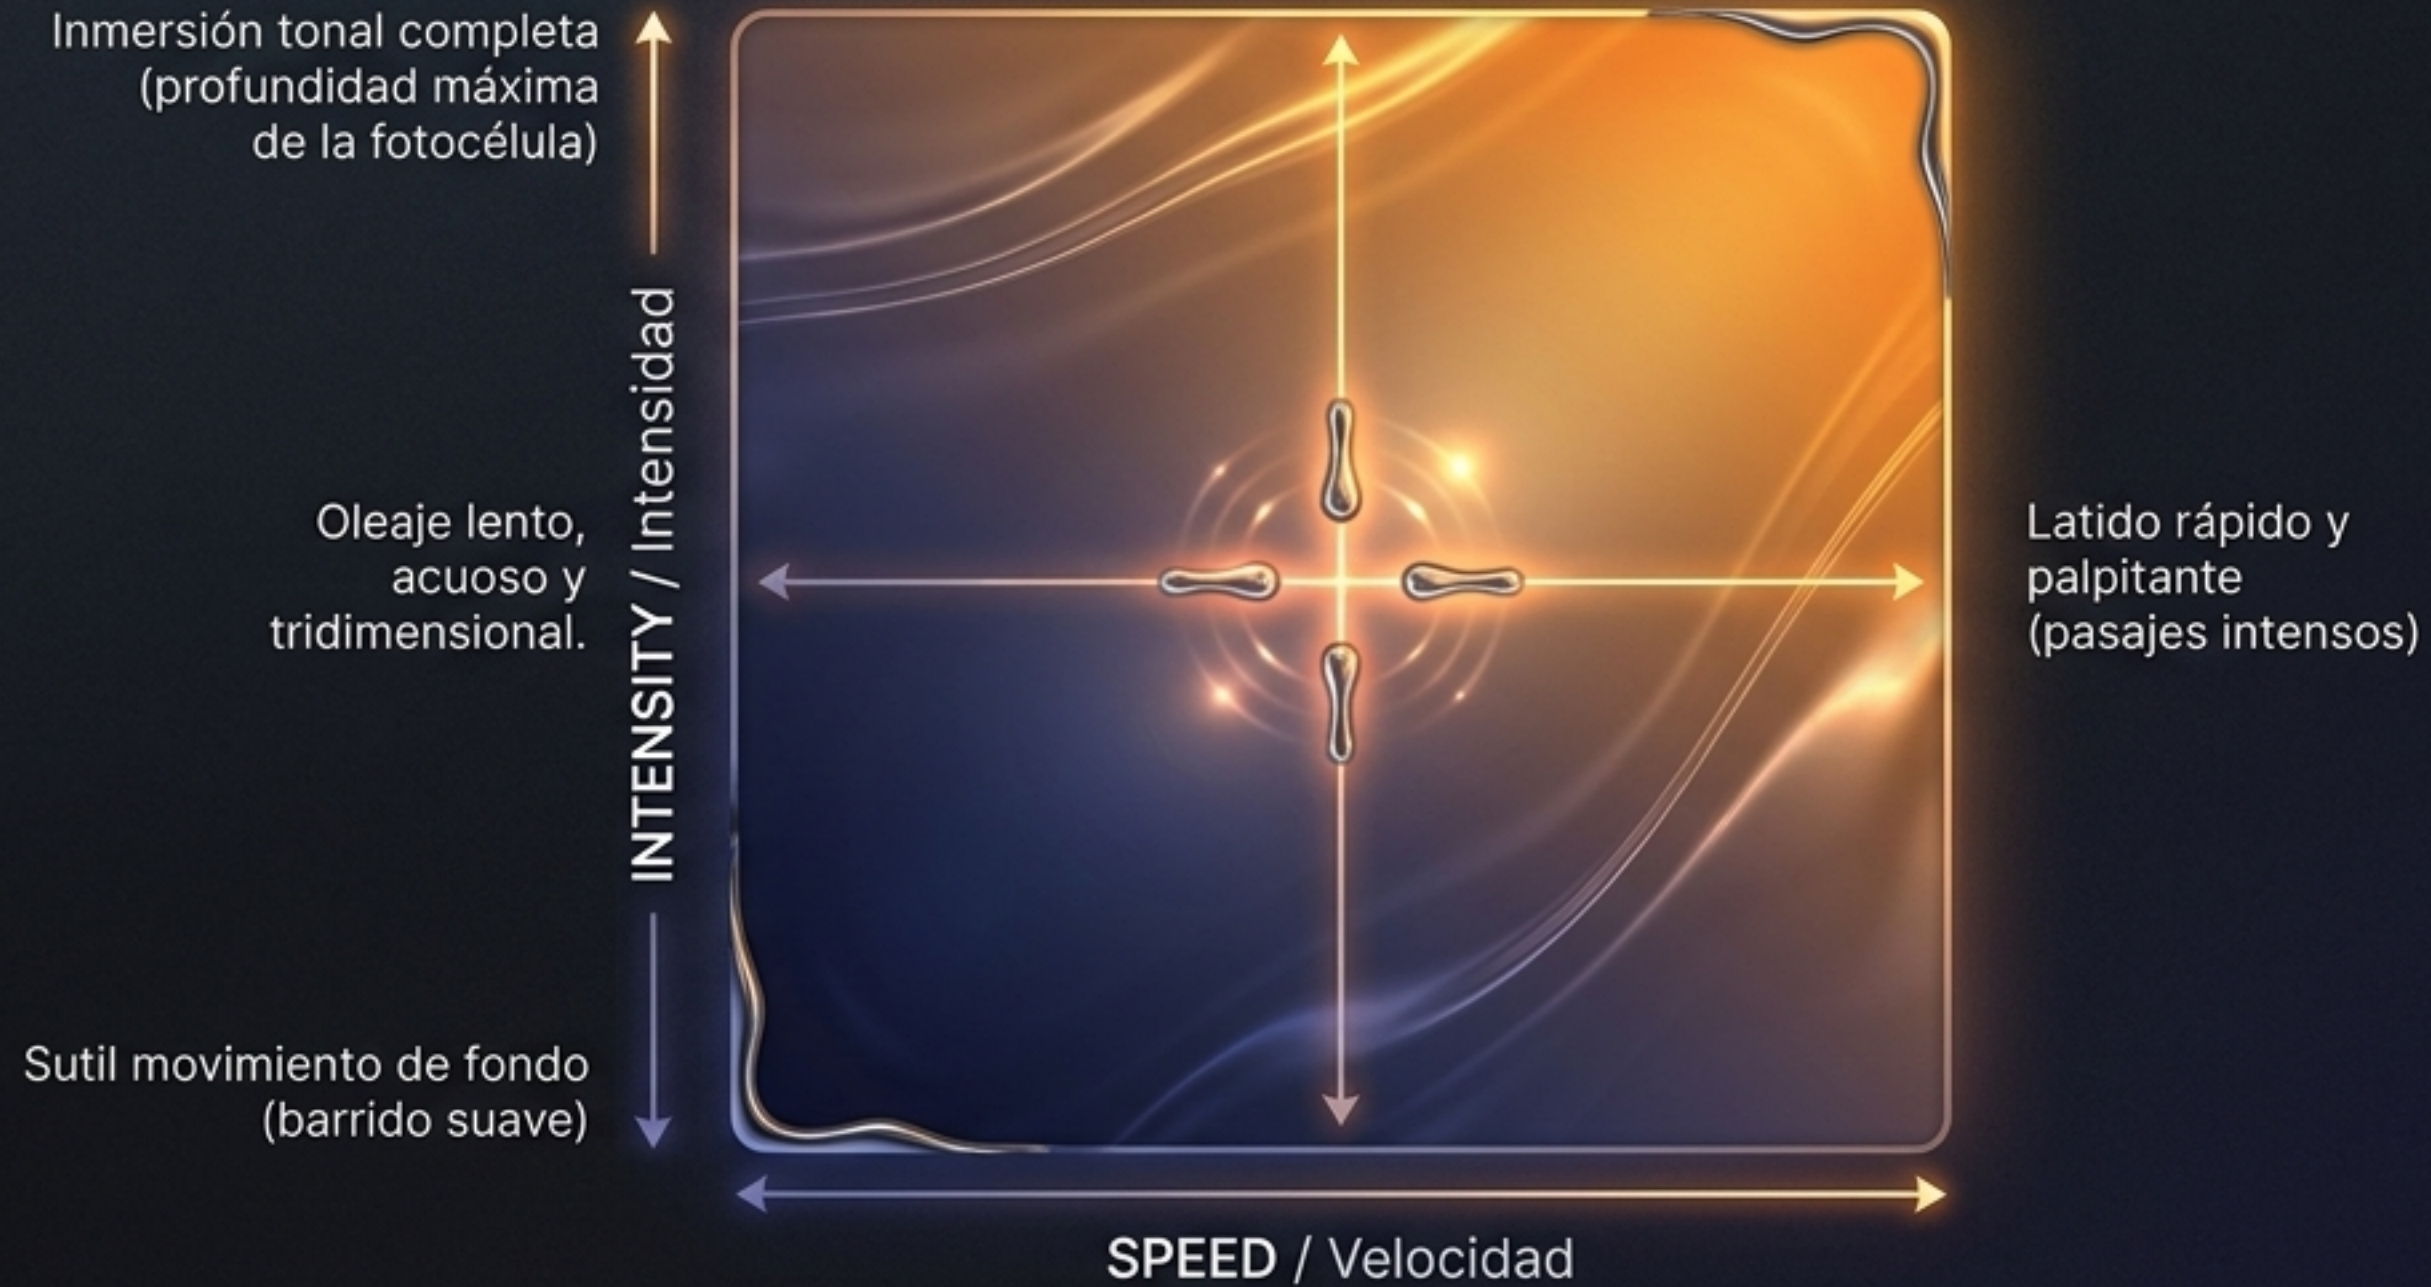 Inmersión tonal completa
(profundidad máxima
de la fotocélula)
INTENSITY / Intensidad
Oleaje lento,
acuoso y
tridimensional.
Latido rápido y
palpitante
(pasajes intensos)
Sutil movimiento de fondo
(barrido suave)
SPEED / Velocidad